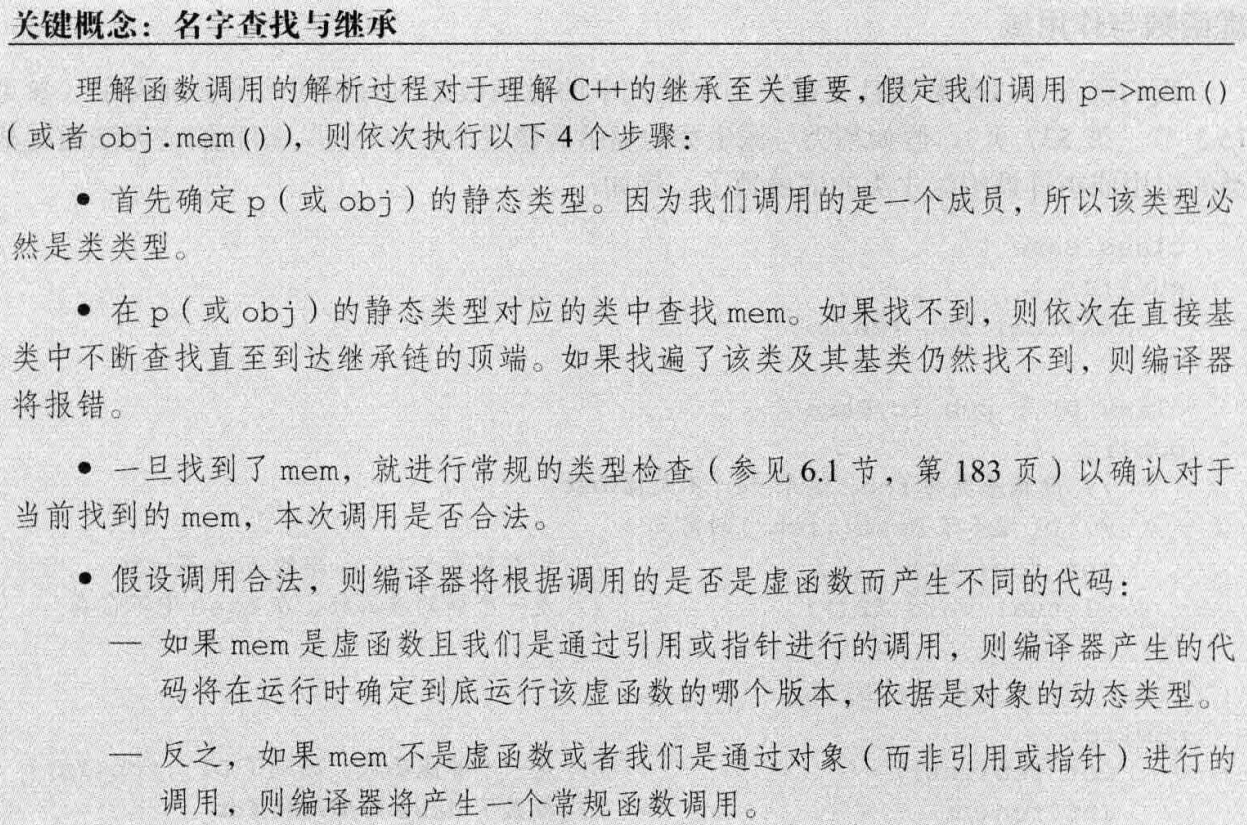 关键概念：名字查找与继承
理解函数调用的解析过程对于理解 C++的继承至关重要，假定我们调用 p->mem()
（或者 obj.mem()），则依次执行以下 4 个步骤：
• 首先确定 p（或 obj）的静态类型。因为我们调用的是一个成员，所以该类型必
然是类类型。
• 在 p（或 obj）的静态类型对应的类中查找 mem。如果找不到，则依次在直接基
类中不断查找直至到达继承链的顶端。如果找遍了该类及其基类仍然找不到，则编译器
将报错。
• 一旦找到了 mem，就进行常规的类型检查（参见 6.1 节，第 183 页）以确认对于
当前找到的 mem，本次调用是否合法。
• 假设调用合法，则编译器将根据调用的是否是虚函数而产生不同的代码：
— 如果 mem 是虚函数且我们是通过引用或指针进行的调用，则编译器产生的代
码将在运行时确定到底运行该虚函数的哪个版本，依据是对象的动态类型。
— 反之，如果 mem 不是虚函数或者我们是通过对象（而非引用或指针）进行的
调用，则编译器将产生一个常规函数调用。